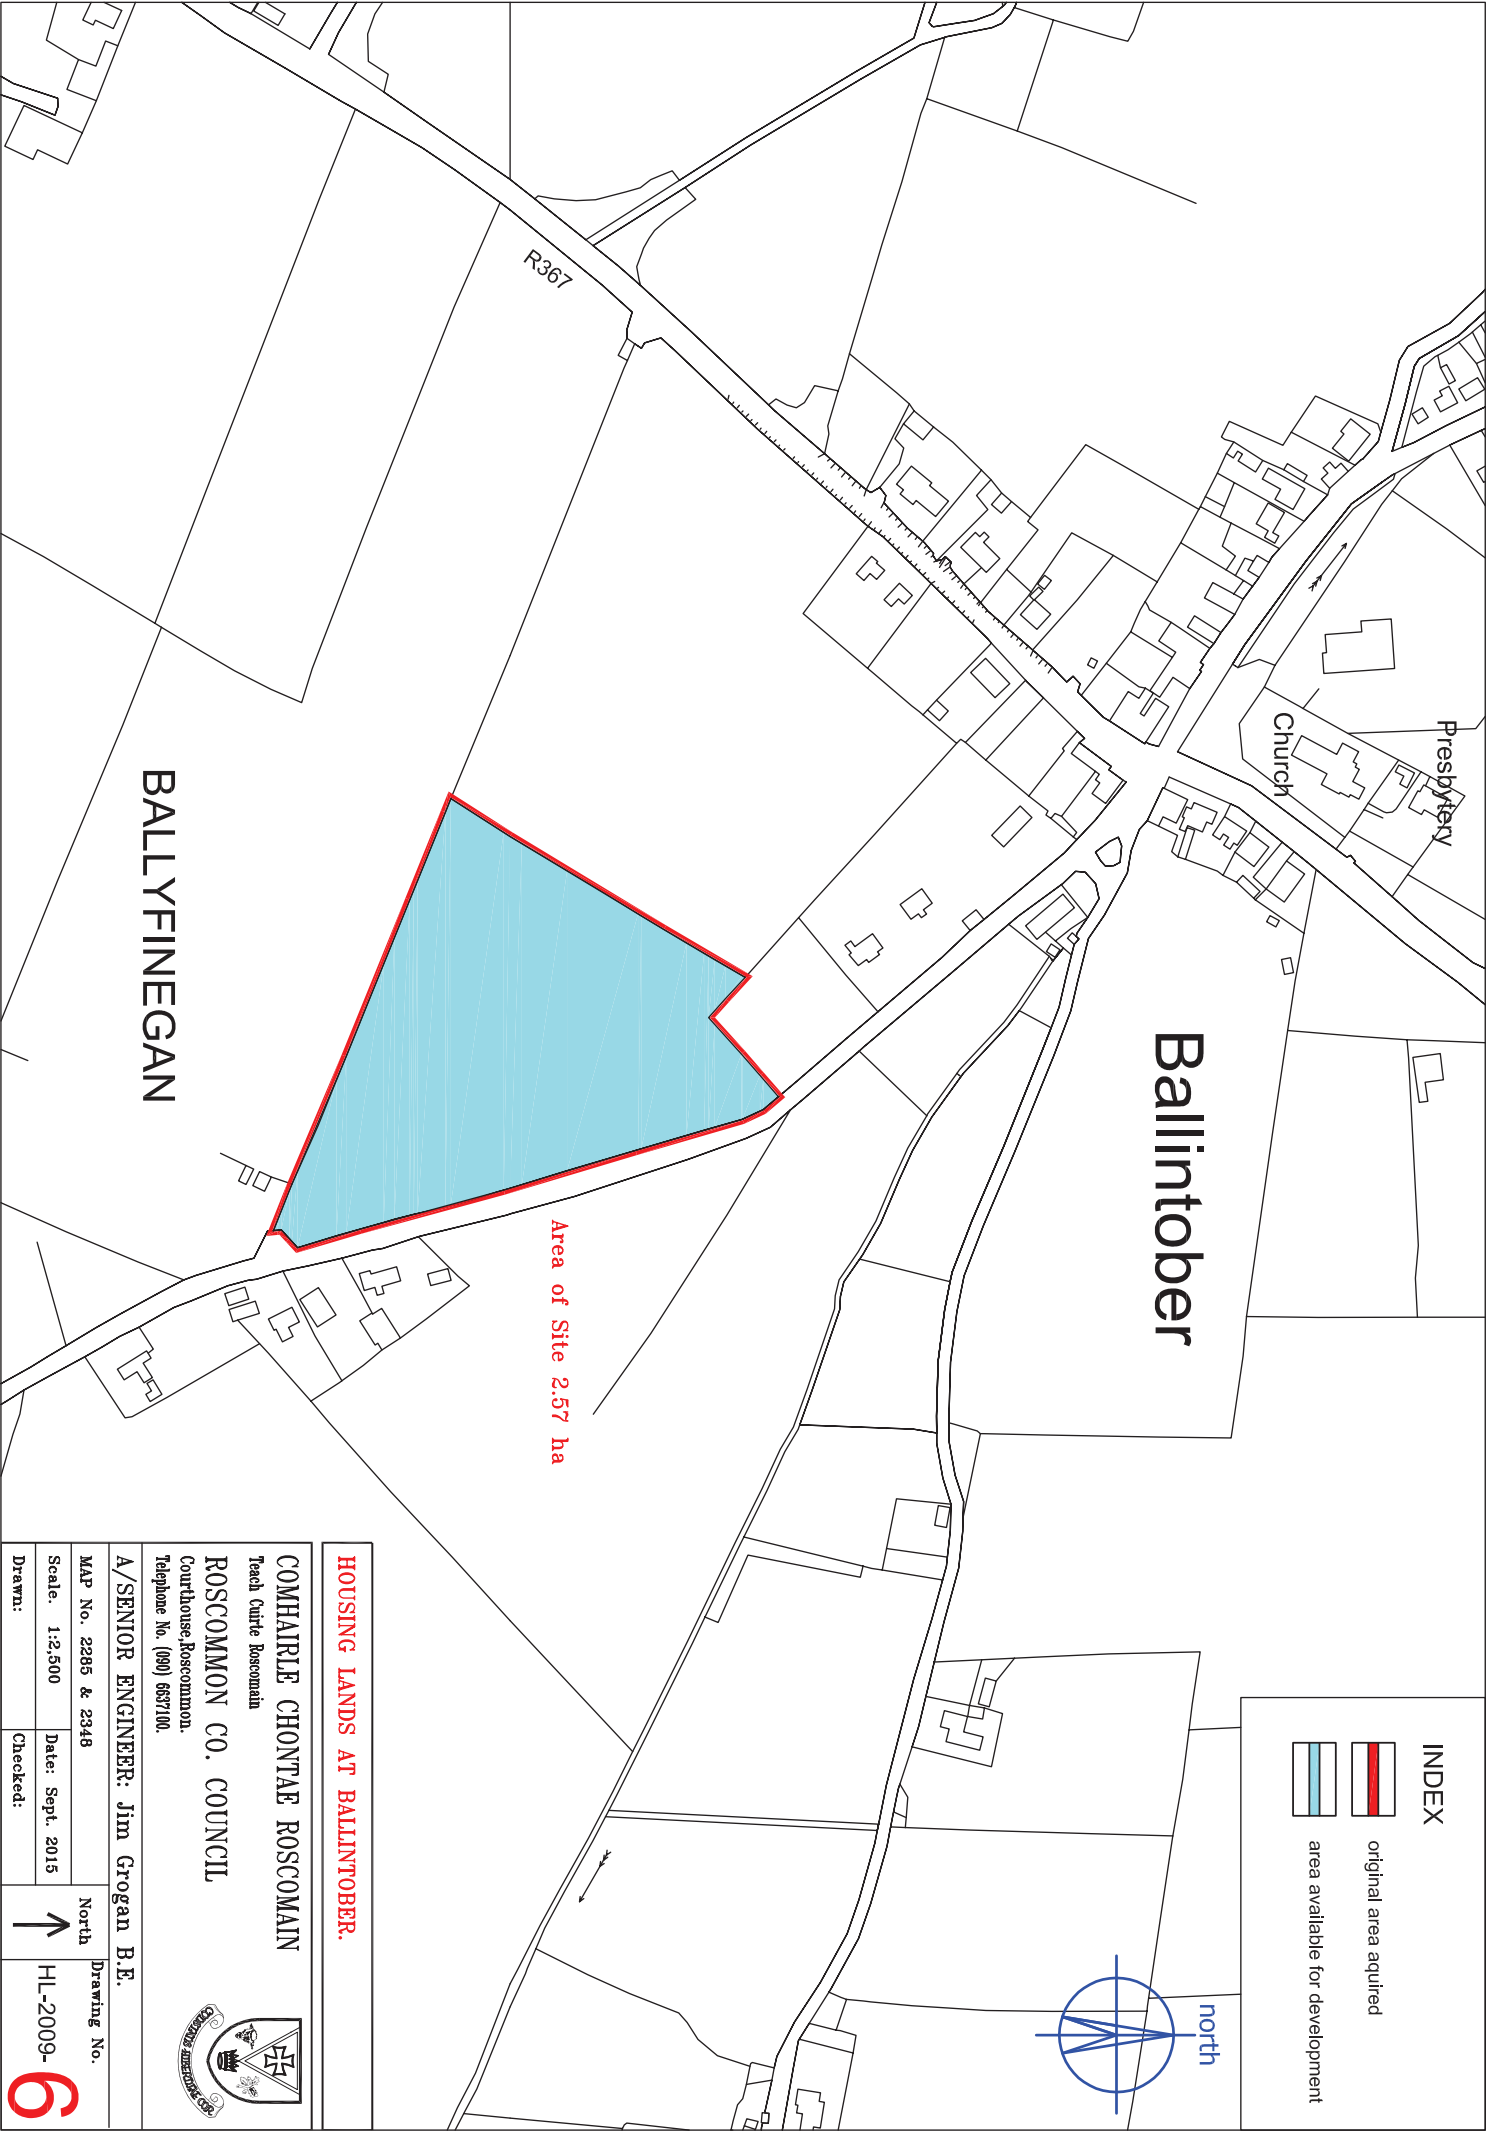 INDEX
original area aquired
area available for development
north
Presbytery
Church
Ballintober
R367
BALLYFINEGAN
Area of Site 2.57 ha
HOUSING LANDS AT BALLINTOBER.
COMHAIRLE CHONTAE ROSCOMAIN
Teach Cuirte Roscomain
ROSCOMMON CO. COUNCIL
Courthouse,Roscommon.
Telephone No. (090) 6637100.
A/SENIOR ENGINEER: Jim Grogan B.E.
MAP No. 2285 & 2348
Scale. 1:2,500
Date: Sept. 2015
Drawn:
Checked:
North
Drawing No.
HL-2009-6